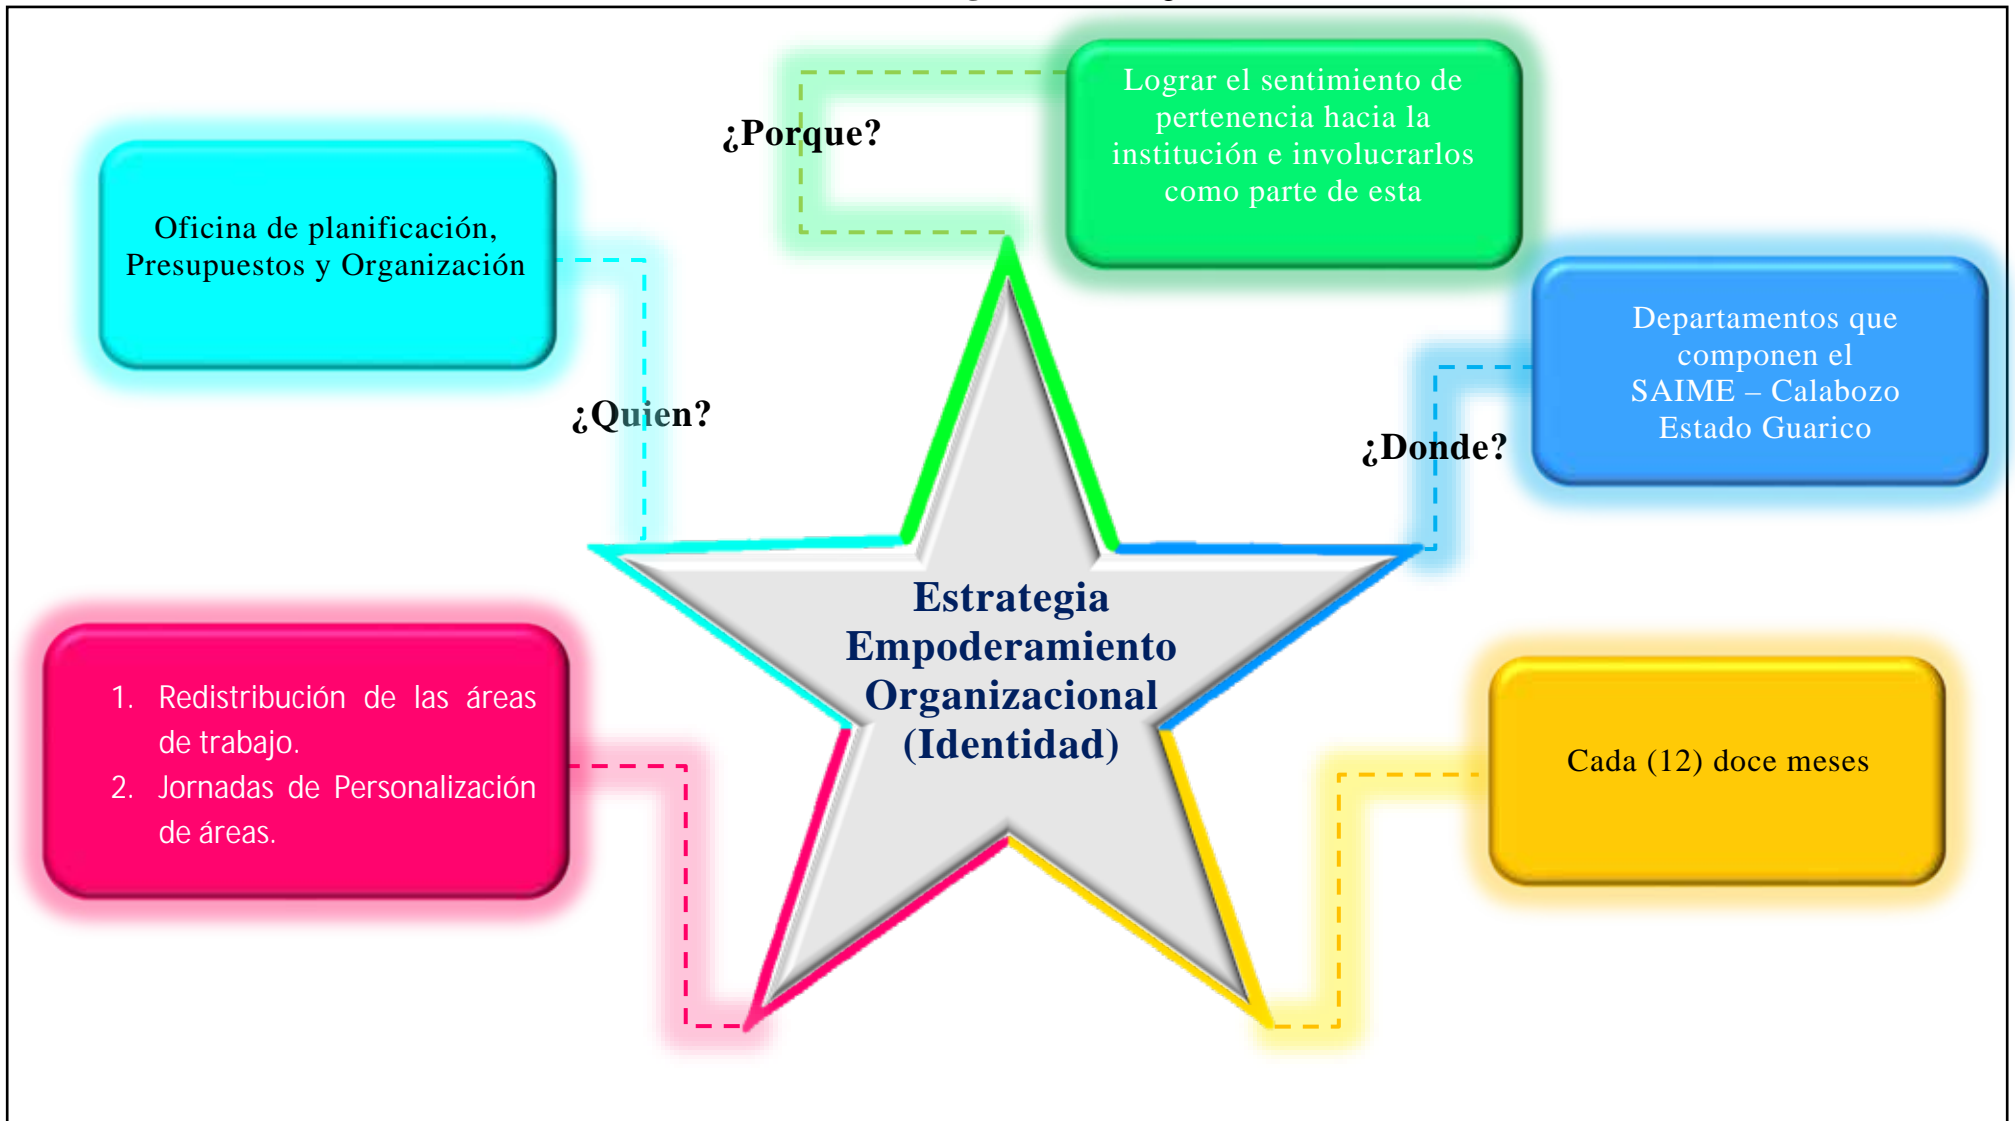 ¿Porque?
Lograr el sentimiento de
pertenencia hacia la
institución e involucrarlos
como parte de esta
Oficina de planificación,
Presupuestos y Organización
¿Quien?
Departamentos que
componen el
SAIME – Calabozo
Estado Guarico
¿Donde?
Estrategia
Empoderamiento
Organizacional
(Identidad)
1. Redistribución de las áreas
de trabajo.
2. Jornadas de Personalización
de áreas.
Cada (12) doce meses